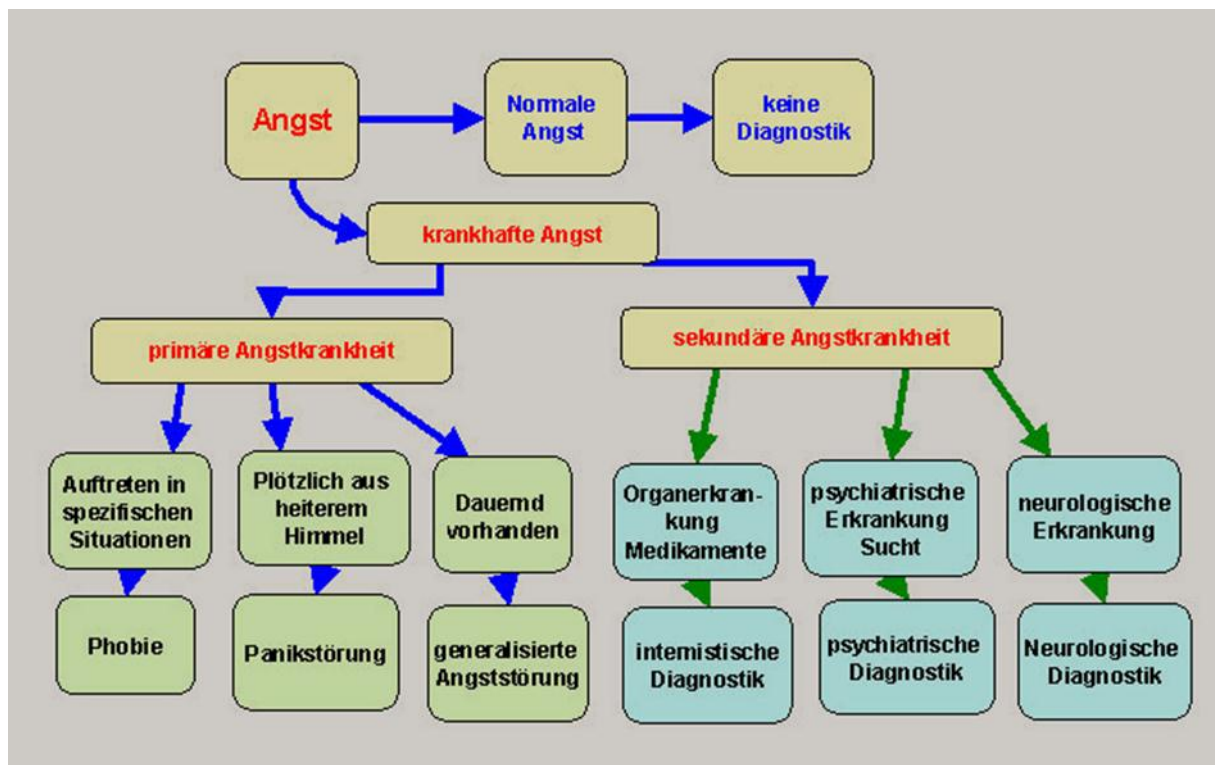 Angst
Normale
Angst
keine
Diagnostik
krankhafte Angst
primäre Angstkrankheit
sekundäre Angstkrankheit
Auftreten in
spezifischen
Situationen
Plötzlich aus
heiterem
Himmel
Dauernd
vorhanden
Organerkran-
kung
Medikamente
psychiatrische
Erkrankung
Sucht
neurologische
Erkrankung
Phobie
Panikstörung
generalisierte
Angststörung
internistische
Diagnostik
psychiatrische
Diagnostik
Neurologische
Diagnostik